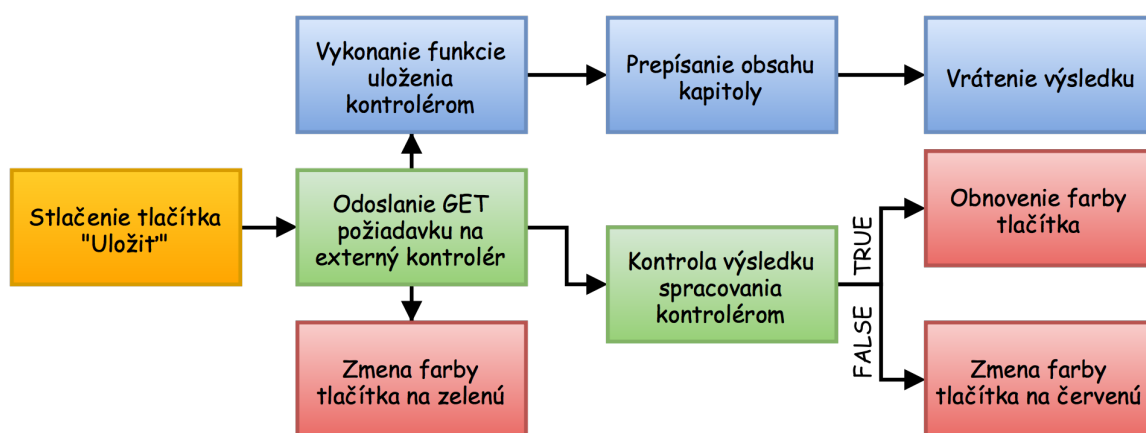 Vykonanie funkcie
uloženia
kontrolérom
Prepísanie obsahu
kapitoly
Vrátenie výsledku
Stlačenie tlačítka
"Uložiť"
Odoslanie GET
požiadavku na
externý kontrolér
Kontrola výsledku
spracovania
kontrolérom
TRUE
FALSE
Obnovenie farby
tlačítka
Zmena farby
tlačítka na zelenú
Zmena farby
tlačítka na červenú